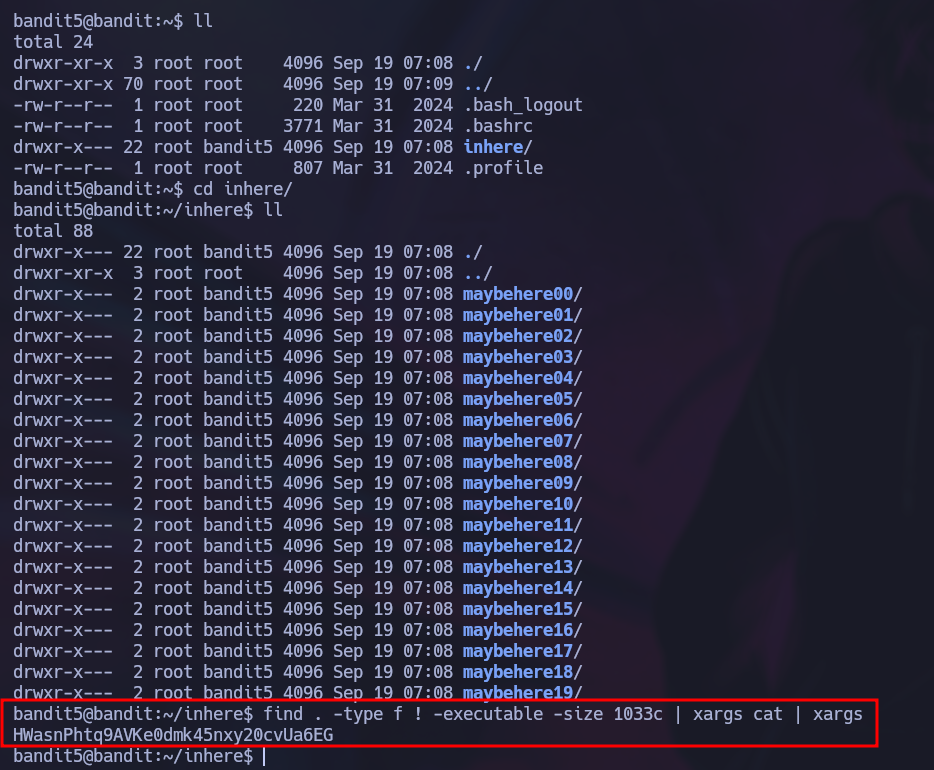 bandit5@bandit:~$ ll
total 24
drwxr-xr-x  3 root root    4096 Sep 19 07:08 ./
drwxr-xr-x 70 root root    4096 Sep 19 07:09 ../
-rw-r--r--  1 root root     220 Mar 31  2024 .bash_logout
-rw-r--r--  1 root root    3771 Mar 31  2024 .bashrc
drwxr-x--- 22 root bandit5 4096 Sep 19 07:08 inhere/
-rw-r--r--  1 root root     807 Mar 31  2024 .profile
bandit5@bandit:~$ cd inhere/
bandit5@bandit:~/inhere$ ll
total 88
drwxr-x--- 22 root bandit5 4096 Sep 19 07:08 ./
drwxr-xr-x  3 root root    4096 Sep 19 07:08 ../
drwxr-x---  2 root bandit5 4096 Sep 19 07:08 maybehere00/
drwxr-x---  2 root bandit5 4096 Sep 19 07:08 maybehere01/
drwxr-x---  2 root bandit5 4096 Sep 19 07:08 maybehere02/
drwxr-x---  2 root bandit5 4096 Sep 19 07:08 maybehere03/
drwxr-x---  2 root bandit5 4096 Sep 19 07:08 maybehere04/
drwxr-x---  2 root bandit5 4096 Sep 19 07:08 maybehere05/
drwxr-x---  2 root bandit5 4096 Sep 19 07:08 maybehere06/
drwxr-x---  2 root bandit5 4096 Sep 19 07:08 maybehere07/
drwxr-x---  2 root bandit5 4096 Sep 19 07:08 maybehere08/
drwxr-x---  2 root bandit5 4096 Sep 19 07:08 maybehere09/
drwxr-x---  2 root bandit5 4096 Sep 19 07:08 maybehere10/
drwxr-x---  2 root bandit5 4096 Sep 19 07:08 maybehere11/
drwxr-x---  2 root bandit5 4096 Sep 19 07:08 maybehere12/
drwxr-x---  2 root bandit5 4096 Sep 19 07:08 maybehere13/
drwxr-x---  2 root bandit5 4096 Sep 19 07:08 maybehere14/
drwxr-x---  2 root bandit5 4096 Sep 19 07:08 maybehere15/
drwxr-x---  2 root bandit5 4096 Sep 19 07:08 maybehere16/
drwxr-x---  2 root bandit5 4096 Sep 19 07:08 maybehere17/
drwxr-x---  2 root bandit5 4096 Sep 19 07:08 maybehere18/
drwxr-x---  2 root bandit5 4096 Sep 19 07:08 maybehere19/
bandit5@bandit:~/inhere$ find . -type f ! -executable -size 1033c | xargs cat | xargs
HWasnPhtq9AVKe0dmk45nxy20cvUa6EG
bandit5@bandit:~/inhere$